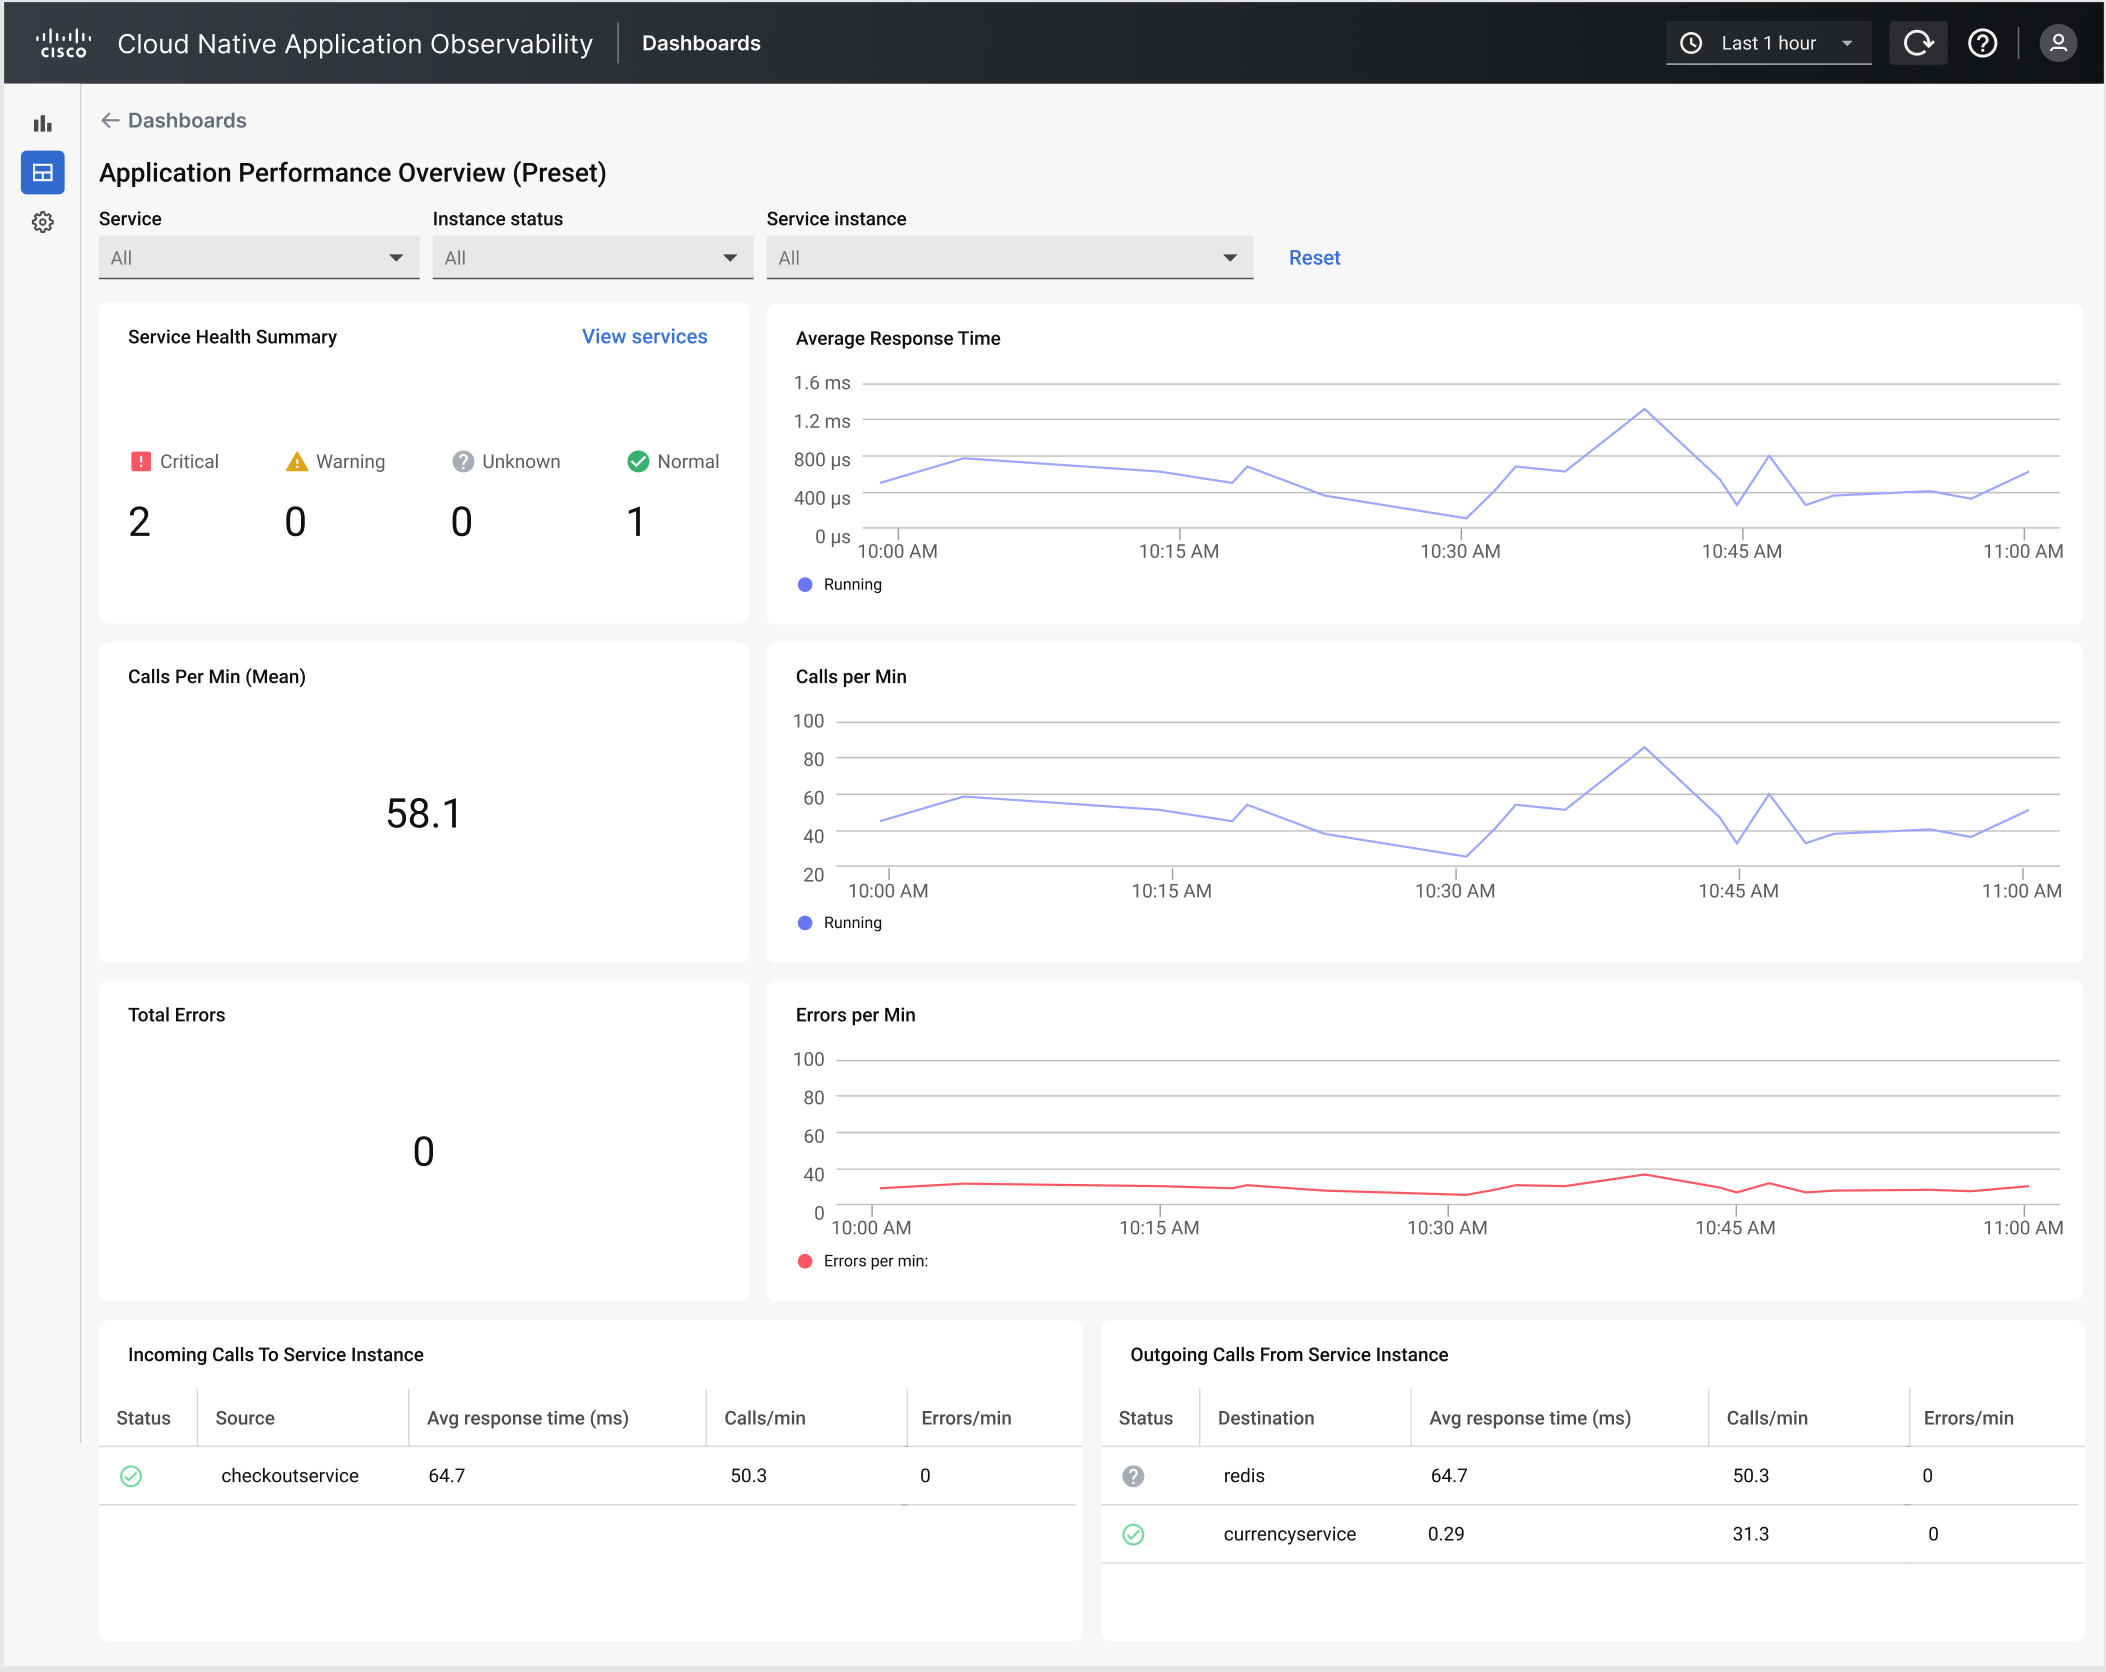 cisco Cloud Native Application Observability Dashboards Last 1 hour
Dashboards
Application Performance Overview (Preset)
Service Instance status Service instance
All All All Reset
Service Health Summary View services
Critical Warning Unknown Normal
2 0 0 1
Average Response Time
1.6 ms
1.2 ms
800 µs
400 µs
0 µs
10:00 AM 10:15 AM 10:30 AM 10:45 AM 11:00 AM
Running
Calls Per Min (Mean)
58.1
Calls per Min
100
80
60
40
20
10:00 AM 10:15 AM 10:30 AM 10:45 AM 11:00 AM
Running
Total Errors
0
Errors per Min
100
80
60
40
0
10:00 AM 10:15 AM 10:30 AM 10:45 AM 11:00 AM
Errors per min:
Incoming Calls To Service Instance
Status Source Avg response time (ms) Calls/min Errors/min
checkoutservice 64.7 50.3 0
Outgoing Calls From Service Instance
Status Destination Avg response time (ms) Calls/min Errors/min
redis 64.7 50.3 0
currencyservice 0.29 31.3 0